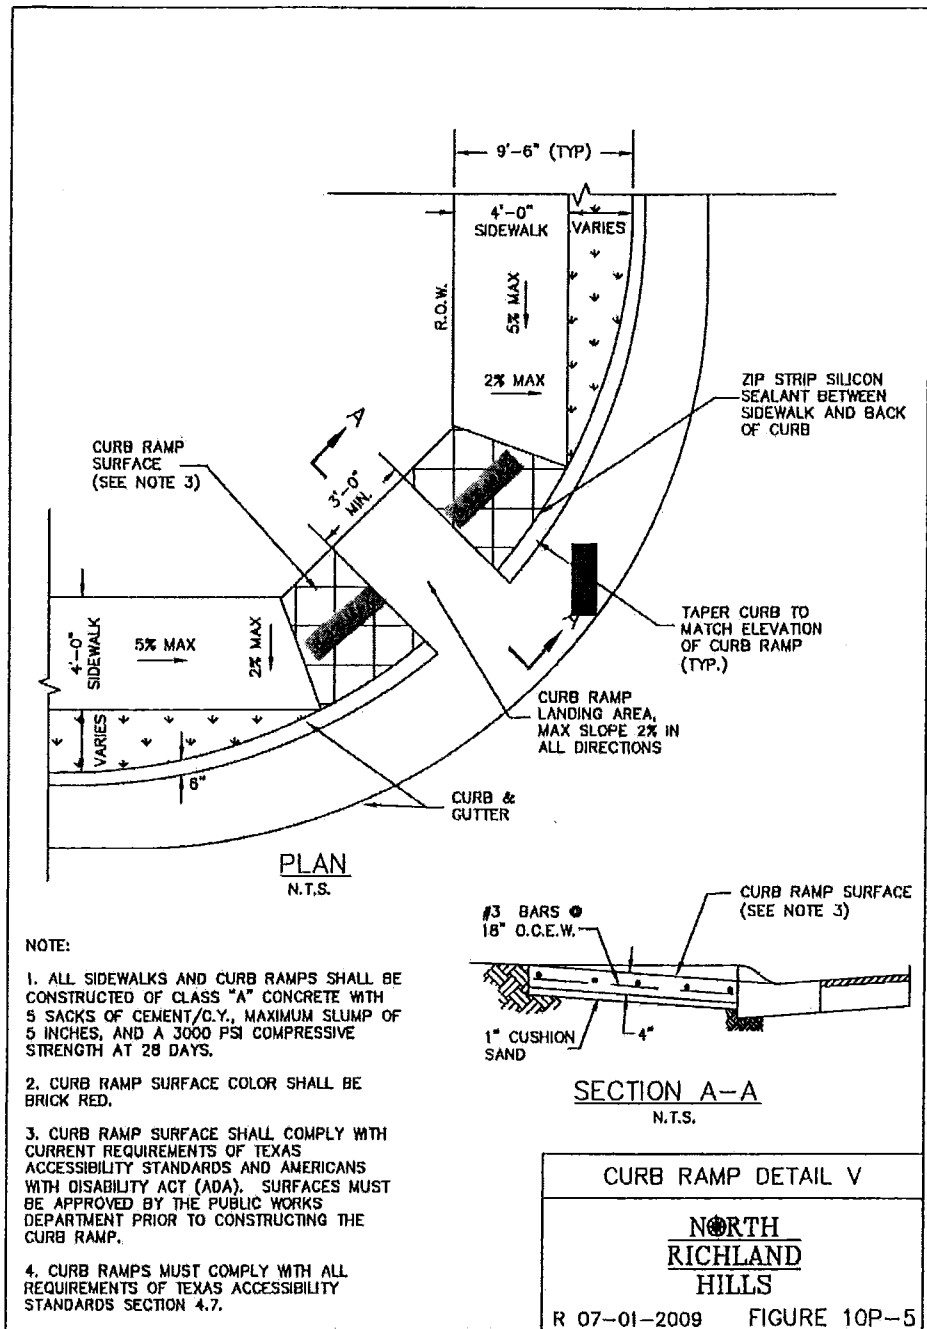 9'-6" (TYP)
4'-0"
SIDEWALK
VARIES
R.O.W.
5% MAX
2% MAX
ZIP STRIP SILICON
SEALANT BETWEEN
SIDEWALK AND BACK
OF CURB
A
CURB RAMP
SURFACE
(SEE NOTE 3)
3'-0"
MIN.
4'-0"
SIDEWALK
5% MAX
2% MAX
TAPER CURB TO
MATCH ELEVATION
OF CURB RAMP
(TYP.)
A
CURB RAMP
LANDING AREA,
MAX SLOPE 2% IN
ALL DIRECTIONS
VARIES
6"
CURB &
GUTTER
PLAN
N.T.S.
#3 BARS @
18" O.C.E.W.
CURB RAMP SURFACE
(SEE NOTE 3)
1" CUSHION
SAND
4"
SECTION A-A
N.T.S.
NOTE:
1. ALL SIDEWALKS AND CURB RAMPS SHALL BE
CONSTRUCTED OF CLASS "A" CONCRETE WITH
5 SACKS OF CEMENT/C.Y., MAXIMUM SLUMP OF
5 INCHES, AND A 3000 PSI COMPRESSIVE
STRENGTH AT 28 DAYS.
2. CURB RAMP SURFACE COLOR SHALL BE
BRICK RED.
3. CURB RAMP SURFACE SHALL COMPLY WITH
CURRENT REQUIREMENTS OF TEXAS
ACCESSIBILITY STANDARDS AND AMERICANS
WITH DISABILITY ACT (ADA). SURFACES MUST
BE APPROVED BY THE PUBLIC WORKS
DEPARTMENT PRIOR TO CONSTRUCTING THE
CURB RAMP.
4. CURB RAMPS MUST COMPLY WITH ALL
REQUIREMENTS OF TEXAS ACCESSIBILITY
STANDARDS SECTION 4.7.
CURB RAMP DETAIL V
NORTH
RICHLAND
HILLS
R 07-01-2009 FIGURE 10P-5